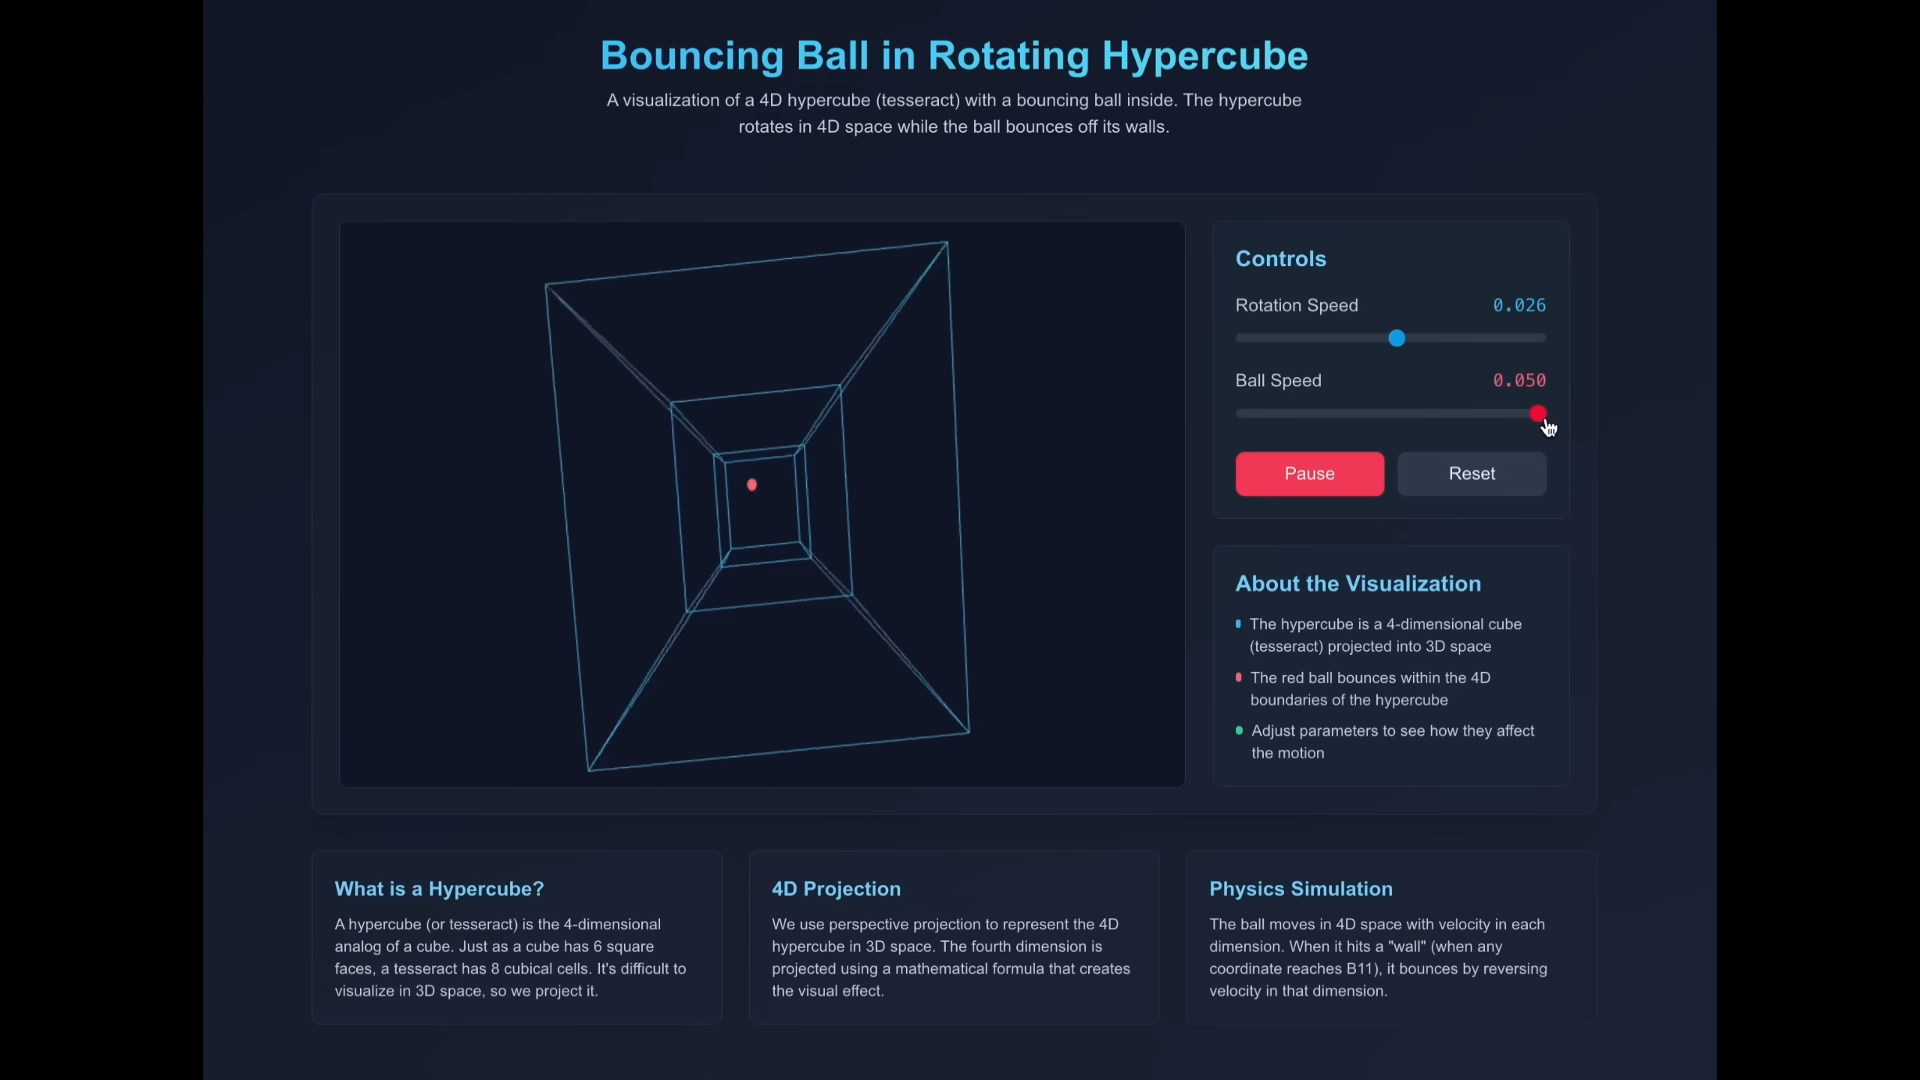 Bouncing Ball in Rotating Hypercube
A visualization of a 4D hypercube (tesseract) with a bouncing ball inside. The hypercube
rotates in 4D space while the ball bounces off its walls.
Controls
Rotation Speed 0.026
Ball Speed 0.050
Pause Reset
About the Visualization
The hypercube is a 4-dimensional cube
(tesseract) projected into 3D space
The red ball bounces within the 4D
boundaries of the hypercube
Adjust parameters to see how they affect
the motion
What is a Hypercube?
A hypercube (or tesseract) is the 4-dimensional
analog of a cube. Just as a cube has 6 square
faces, a tesseract has 8 cubical cells. It's difficult to
visualize in 3D space, so we project it.
4D Projection
We use perspective projection to represent the 4D
hypercube in 3D space. The fourth dimension is
projected using a mathematical formula that creates
the visual effect.
Physics Simulation
The ball moves in 4D space with velocity in each
dimension. When it hits a "wall" (when any
coordinate reaches B11), it bounces by reversing
velocity in that dimension.